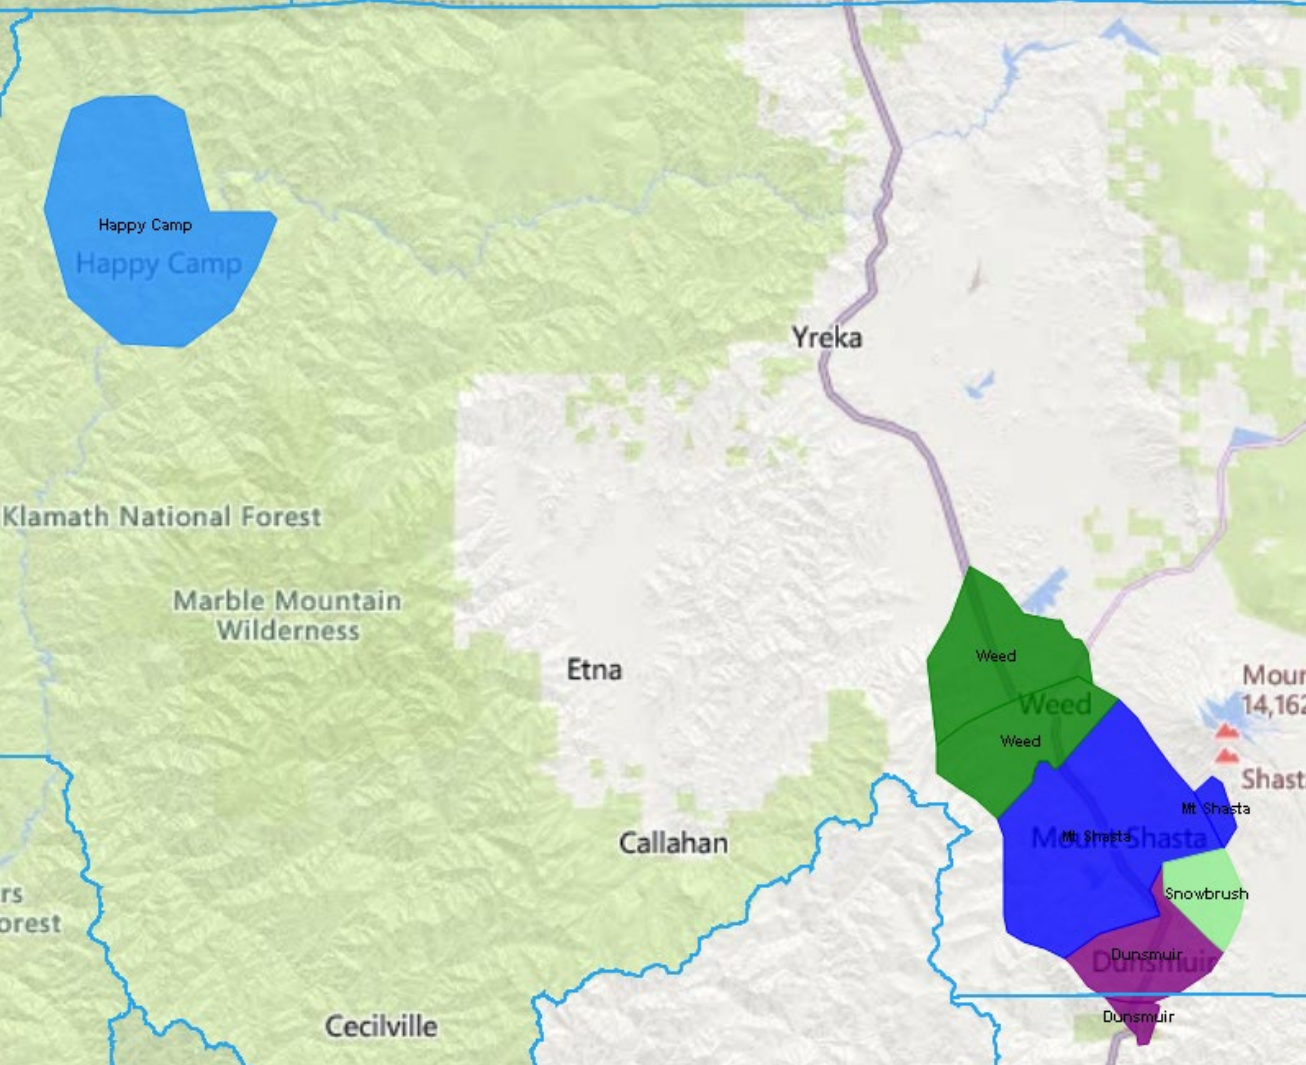 Happy Camp
Happy Camp
Yreka
Klamath National Forest
Marble Mountain
Wilderness
Etna
Weed
Weed
Weed
Moun
14,162
Shast
Mt Shasta
Mount Shasta
Mt Shasta
Callahan
Snowbrush
rs
orest
Dunsmuir
Dunsmuir
Dunsmuir
Cecilville